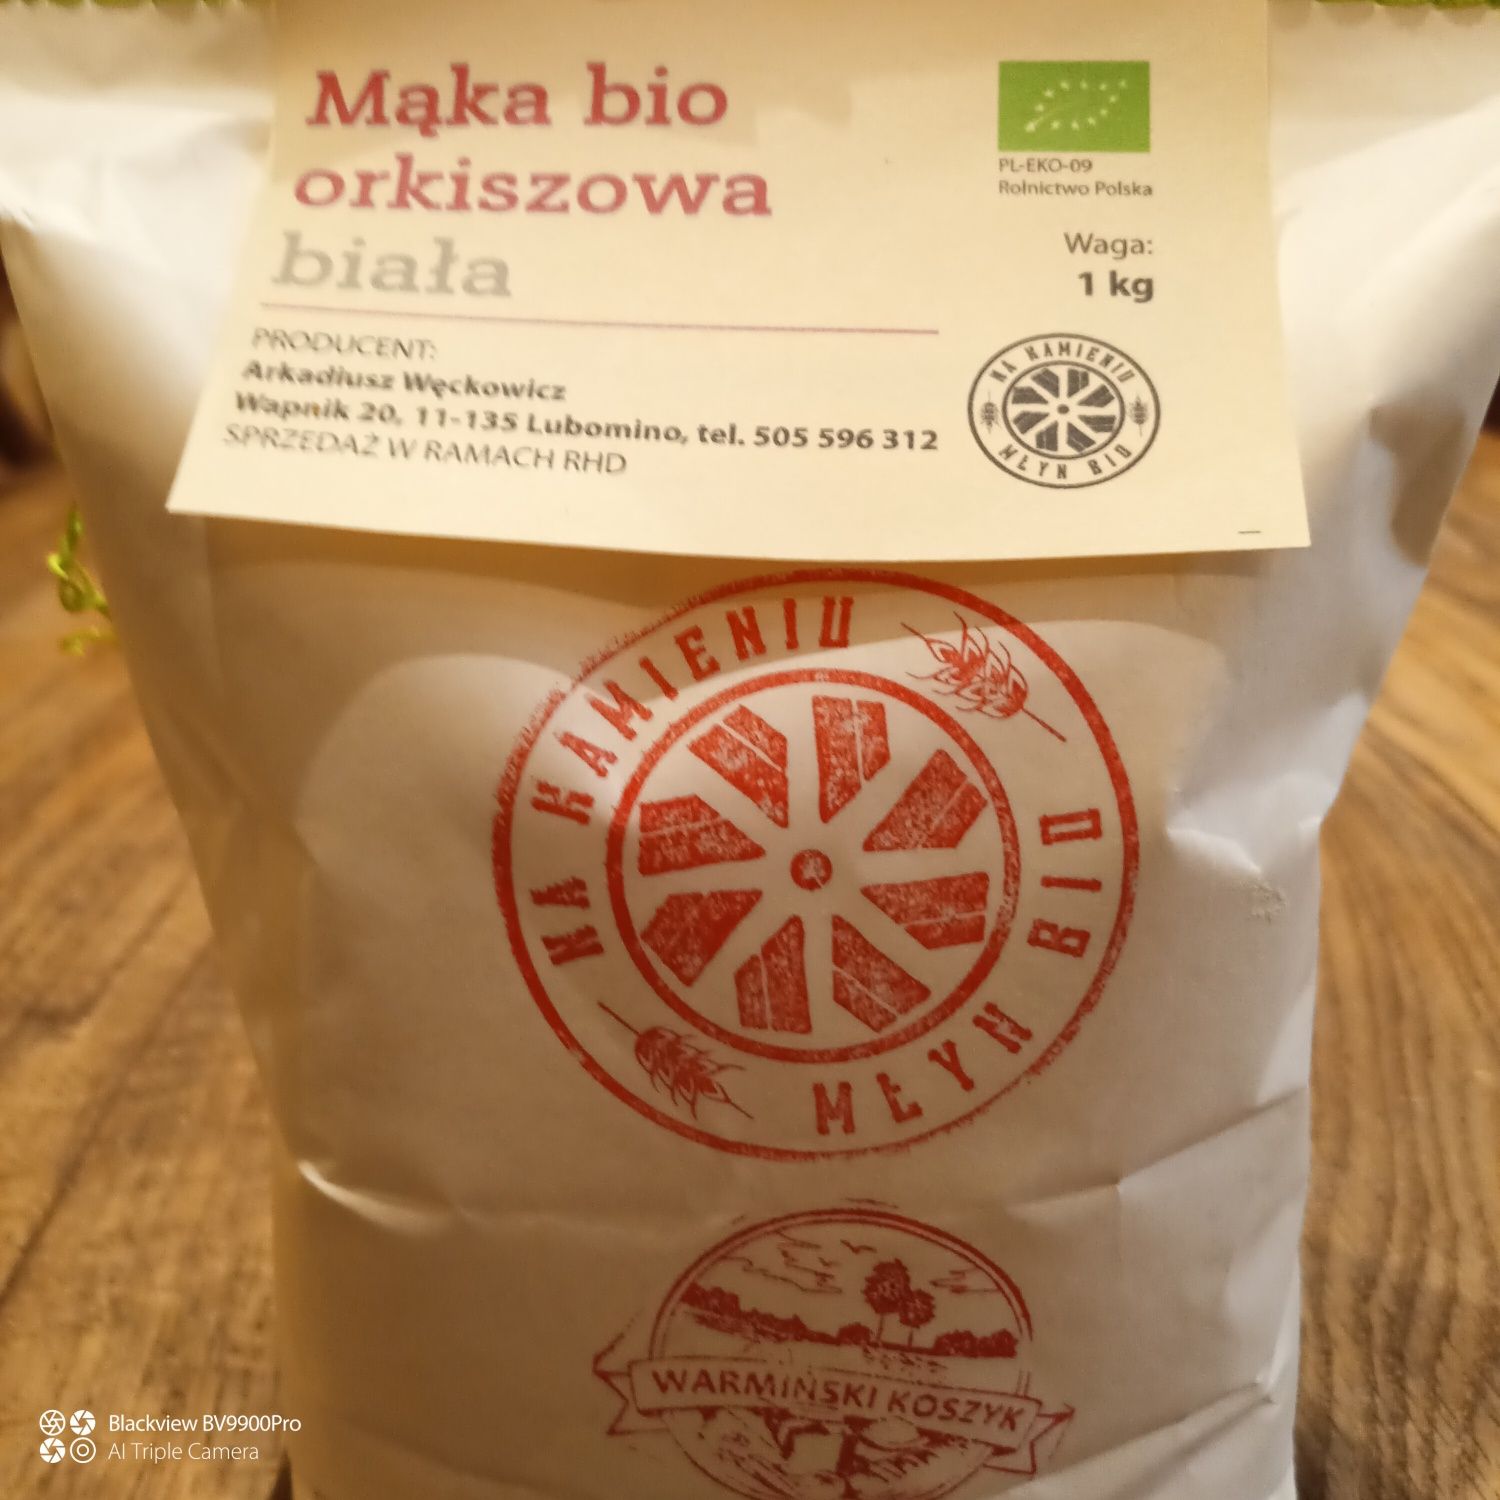 Mąka bio
orkiszowa
biała
PL-EKO-09
Rolnictwo Polska
Waga:
1 kg
PRODUCENT:
Arkadiusz Węckowicz
Wapnik 20, 11-135 Lubomino, tel. 505 596 312
SPRZEDAŻ W RAMACH RHD
NA KAMIENIU
MŁYN BIO
NA KAMIENIU
MŁYN BIO
WARMIŃSKI KOSZYK
Blackview BV9900Pro
AI Triple Camera